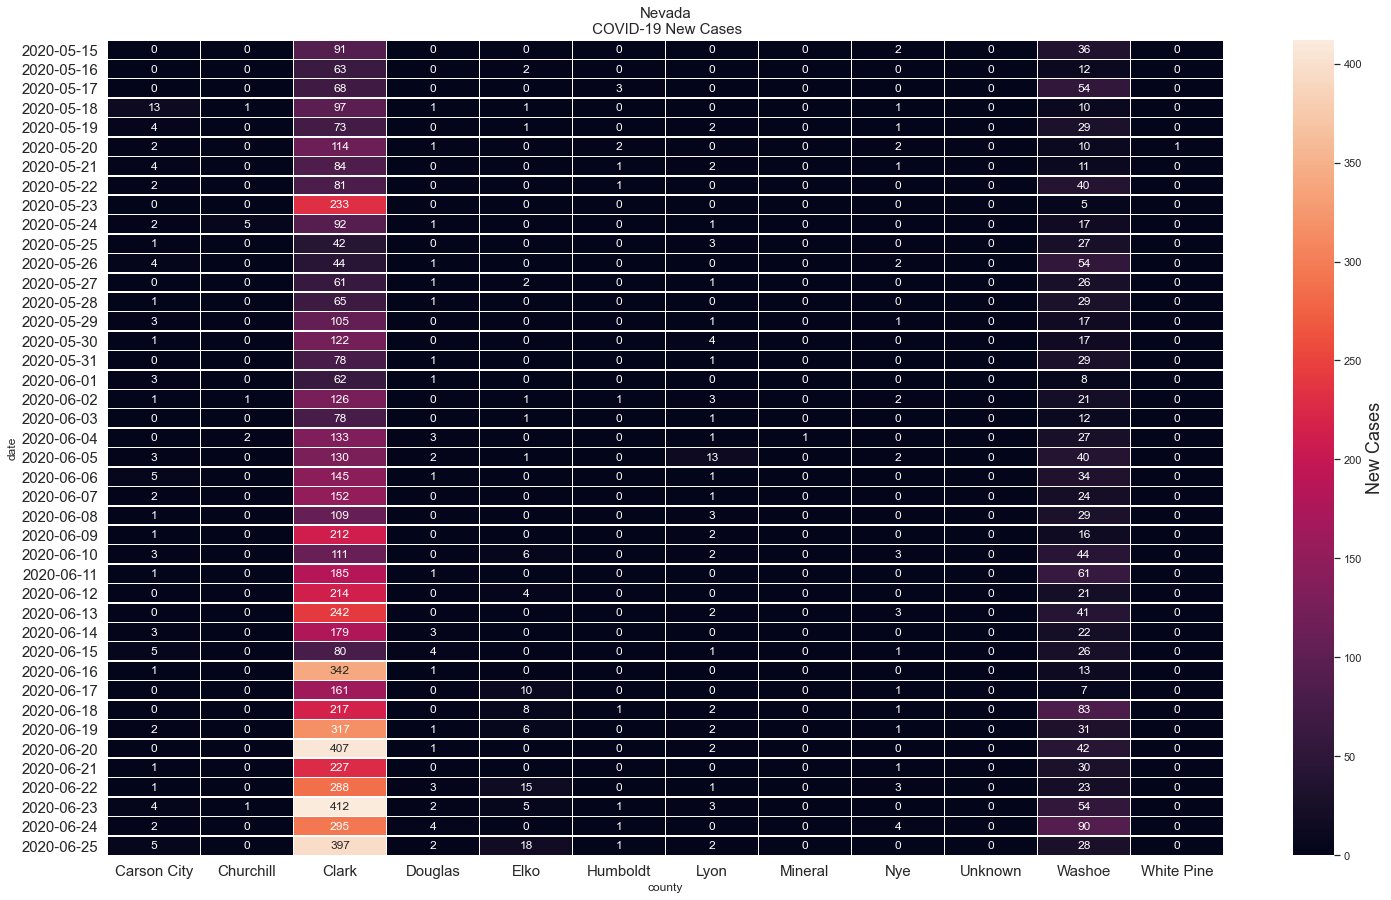 Nevada
COVID-19 New Cases
2020-05-15 0 0 91 0 0 0 0 0 2 0 36 0
2020-05-16 0 0 63 0 2 0 0 0 0 0 12 0
2020-05-17 0 0 68 0 0 3 0 0 0 0 54 0
2020-05-18 13 1 97 1 1 0 0 0 1 0 10 0
2020-05-19 4 0 73 0 1 0 2 0 1 0 29 0
2020-05-20 2 0 114 1 0 2 0 0 2 0 10 1
2020-05-21 4 0 84 0 0 1 2 0 1 0 11 0
2020-05-22 2 0 81 0 0 1 0 0 0 0 40 0
2020-05-23 0 0 233 0 0 0 0 0 0 0 5 0
2020-05-24 2 5 92 1 0 0 1 0 0 0 17 0
2020-05-25 1 0 42 0 0 0 3 0 0 0 27 0
2020-05-26 4 0 44 1 0 0 0 0 2 0 54 0
2020-05-27 0 0 61 1 2 0 1 0 0 0 26 0
2020-05-28 1 0 65 1 0 0 0 0 0 0 29 0
2020-05-29 3 0 105 0 0 0 1 0 1 0 17 0
2020-05-30 1 0 122 0 0 0 4 0 0 0 17 0
2020-05-31 0 0 78 1 0 0 1 0 0 0 29 0
2020-06-01 3 0 62 1 0 0 0 0 0 0 8 0
2020-06-02 1 1 126 0 1 1 3 0 2 0 21 0
2020-06-03 0 0 78 0 1 0 1 0 0 0 12 0
2020-06-04 0 2 133 3 0 0 1 1 0 0 27 0
2020-06-05 3 0 130 2 1 0 13 0 2 0 40 0
2020-06-06 5 0 145 1 0 0 1 0 0 0 34 0
2020-06-07 2 0 152 0 0 0 1 0 0 0 24 0
2020-06-08 1 0 109 0 0 0 3 0 0 0 29 0
2020-06-09 1 0 212 0 0 0 2 0 0 0 16 0
2020-06-10 3 0 111 0 6 0 2 0 3 0 44 0
2020-06-11 1 0 185 1 0 0 0 0 0 0 61 0
2020-06-12 0 0 214 0 4 0 0 0 0 0 21 0
2020-06-13 0 0 242 0 0 0 2 0 3 0 41 0
2020-06-14 3 0 179 3 0 0 0 0 0 0 22 0
2020-06-15 5 0 80 4 0 0 1 0 1 0 26 0
2020-06-16 1 0 342 1 0 0 0 0 0 0 13 0
2020-06-17 0 0 161 0 10 0 0 0 1 0 7 0
2020-06-18 0 0 217 0 8 1 2 0 1 0 83 0
2020-06-19 2 0 317 1 6 0 2 0 1 0 31 0
2020-06-20 0 0 407 1 0 0 2 0 0 0 42 0
2020-06-21 1 0 227 0 0 0 0 0 1 0 30 0
2020-06-22 1 0 288 3 15 0 1 0 3 0 23 0
2020-06-23 4 1 412 2 5 1 3 0 0 0 54 0
2020-06-24 2 0 295 4 0 1 0 0 4 0 90 0
2020-06-25 5 0 397 2 18 1 2 0 0 0 28 0
date
Carson City Churchill Clark Douglas Elko Humboldt Lyon Mineral Nye Unknown Washoe White Pine
county
400
350
300
250
200
150
100
50
0
New Cases